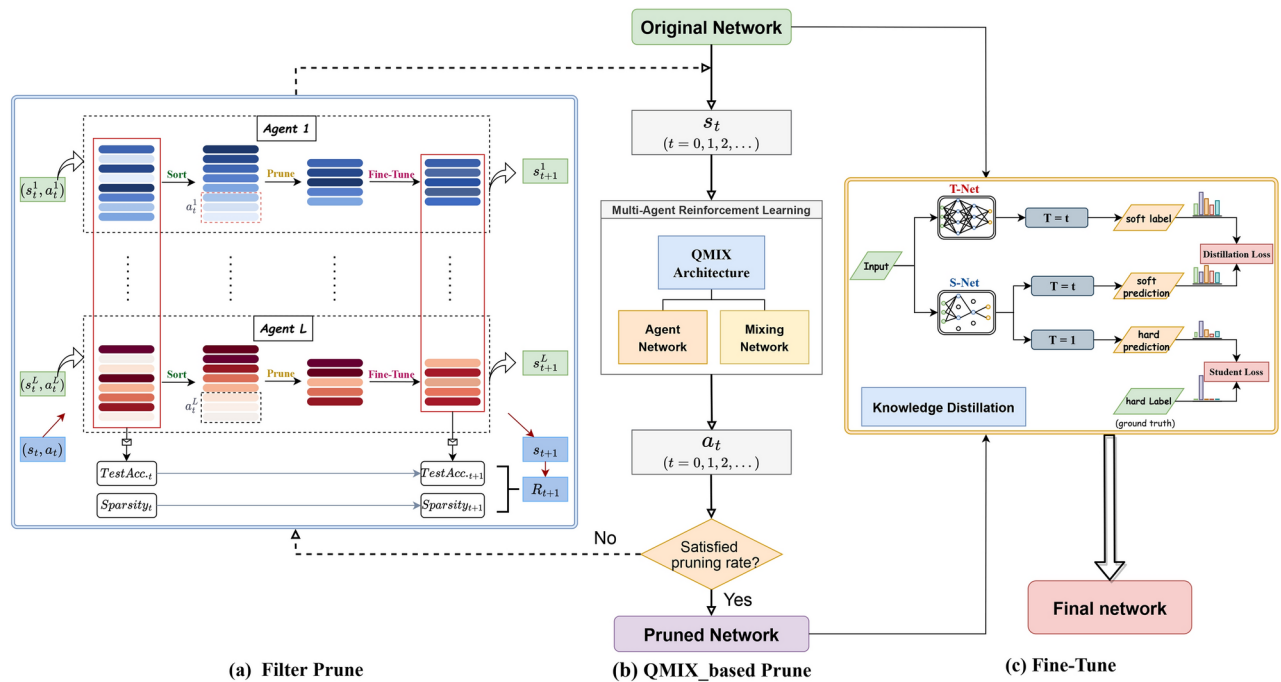 Original Network
s_t
(t = 0, 1, 2, . . . )
Multi-Agent Reinforcement Learning
QMIX
Architecture
Agent
Network
Mixing
Network
a_t
(t = 0, 1, 2, . . . )
Satisfied
pruning rate?
No
Yes
Pruned Network
Agent 1
(s_t^1, a_t^1)
Sort
Prune
Fine-Tune
a_t^1
s_{t+1}^1
Agent L
(s_t^L, a_t^L)
Sort
Prune
Fine-Tune
a_t^L
s_{t+1}^L
(s_t, a_t)
s_{t+1}
TestAcc._t
TestAcc._{t+1}
R_{t+1}
Sparsity_t
Sparsity_{t+1}
T-Net
T = t
soft label
Distillation Loss
Input
S-Net
T = t
soft
prediction
T = 1
hard
prediction
Student Loss
hard Label
(ground truth)
Knowledge Distillation
Final network
(a) Filter Prune
(b) QMIX_based Prune
(c) Fine-Tune